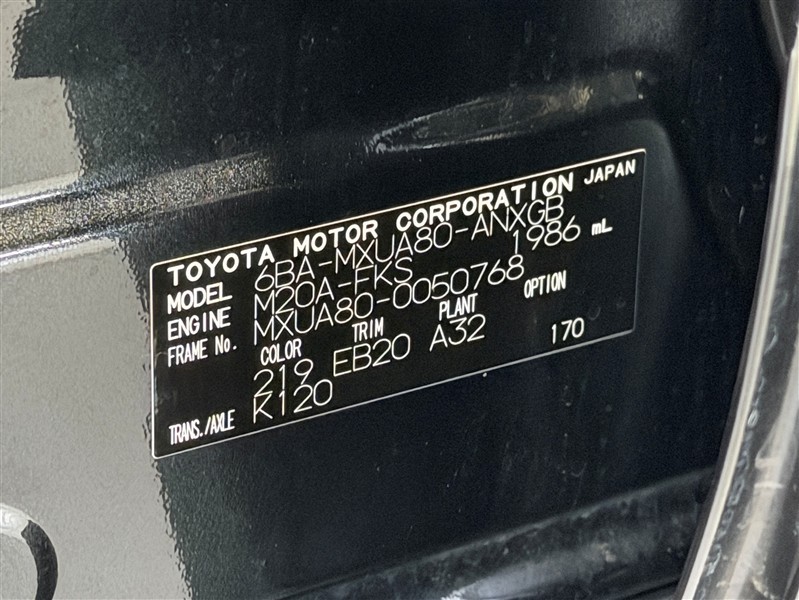 TOYOTA MOTOR CORPORATION JAPAN
MODEL 6BA-MXUA80-ANXGB
ENGINE M20A-FKS 1986 mL
FRAME No. MXUA80-0050768
COLOR TRIM PLANT OPTION
219 EB20 A32 170
TRANS./AXLE K120